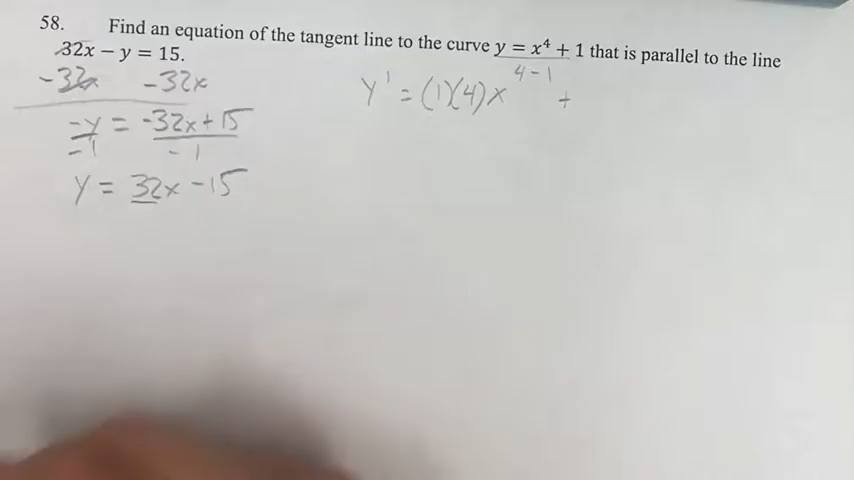 58. Find an equation of the tangent line to the curve y = x⁴ + 1 that is parallel to the line
32x − y = 15.
-32x -32x
-y = -32x+15
-1 -1
y = 32x -15
y' = (1)(4)x⁴⁻¹ +